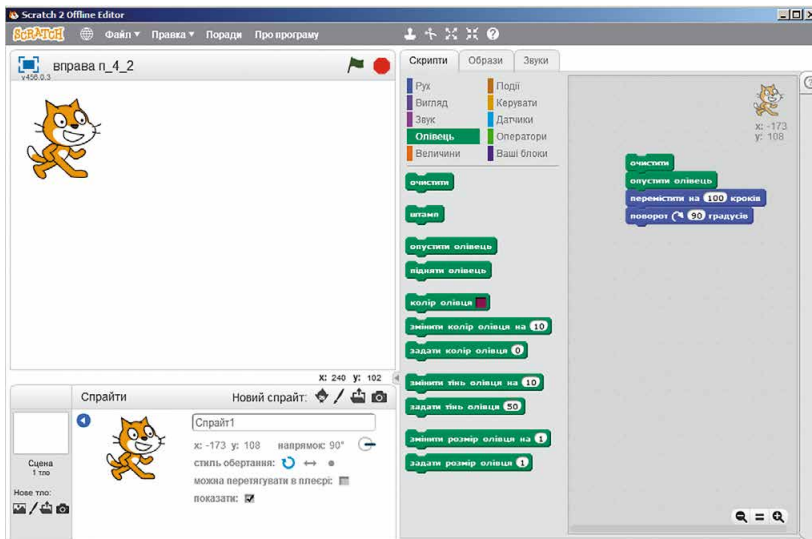 Scratch 2 Offline Editor
SCRATCH Файл Правка Поради Про програму
вправа п_4_2
v456.0.3
x: 240 y: 102
Спрайти Новий спрайт:
Сцена
1 тло
Нове тло:
Спрайт1
x: -173 y: 108 напрямок: 90°
стиль обертання:
можна перетягувати в плеєрі:
показати:
Скрипти Образи Звуки
Рух Події
Вигляд Керувати
Звук Датчики
Олівець Оператори
Величини Ваші блоки
очистити
штамп
опустити олівець
підняти олівець
колір олівця
змінити колір олівця на 10
задати колір олівця 0
змінити тінь олівця на 10
задати тінь олівця 50
змінити розмір олівця на 1
задати розмір олівця 1
x: -173
y: 108
очистити
опустити олівець
перемістити на 100 кроків
поворот 90 градусів